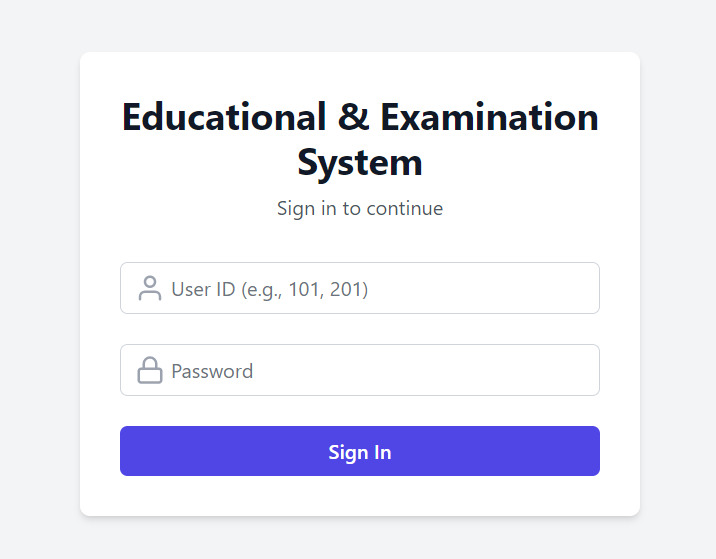 Educational & Examination
System
Sign in to continue
User ID (e.g., 101, 201)
Password
Sign In